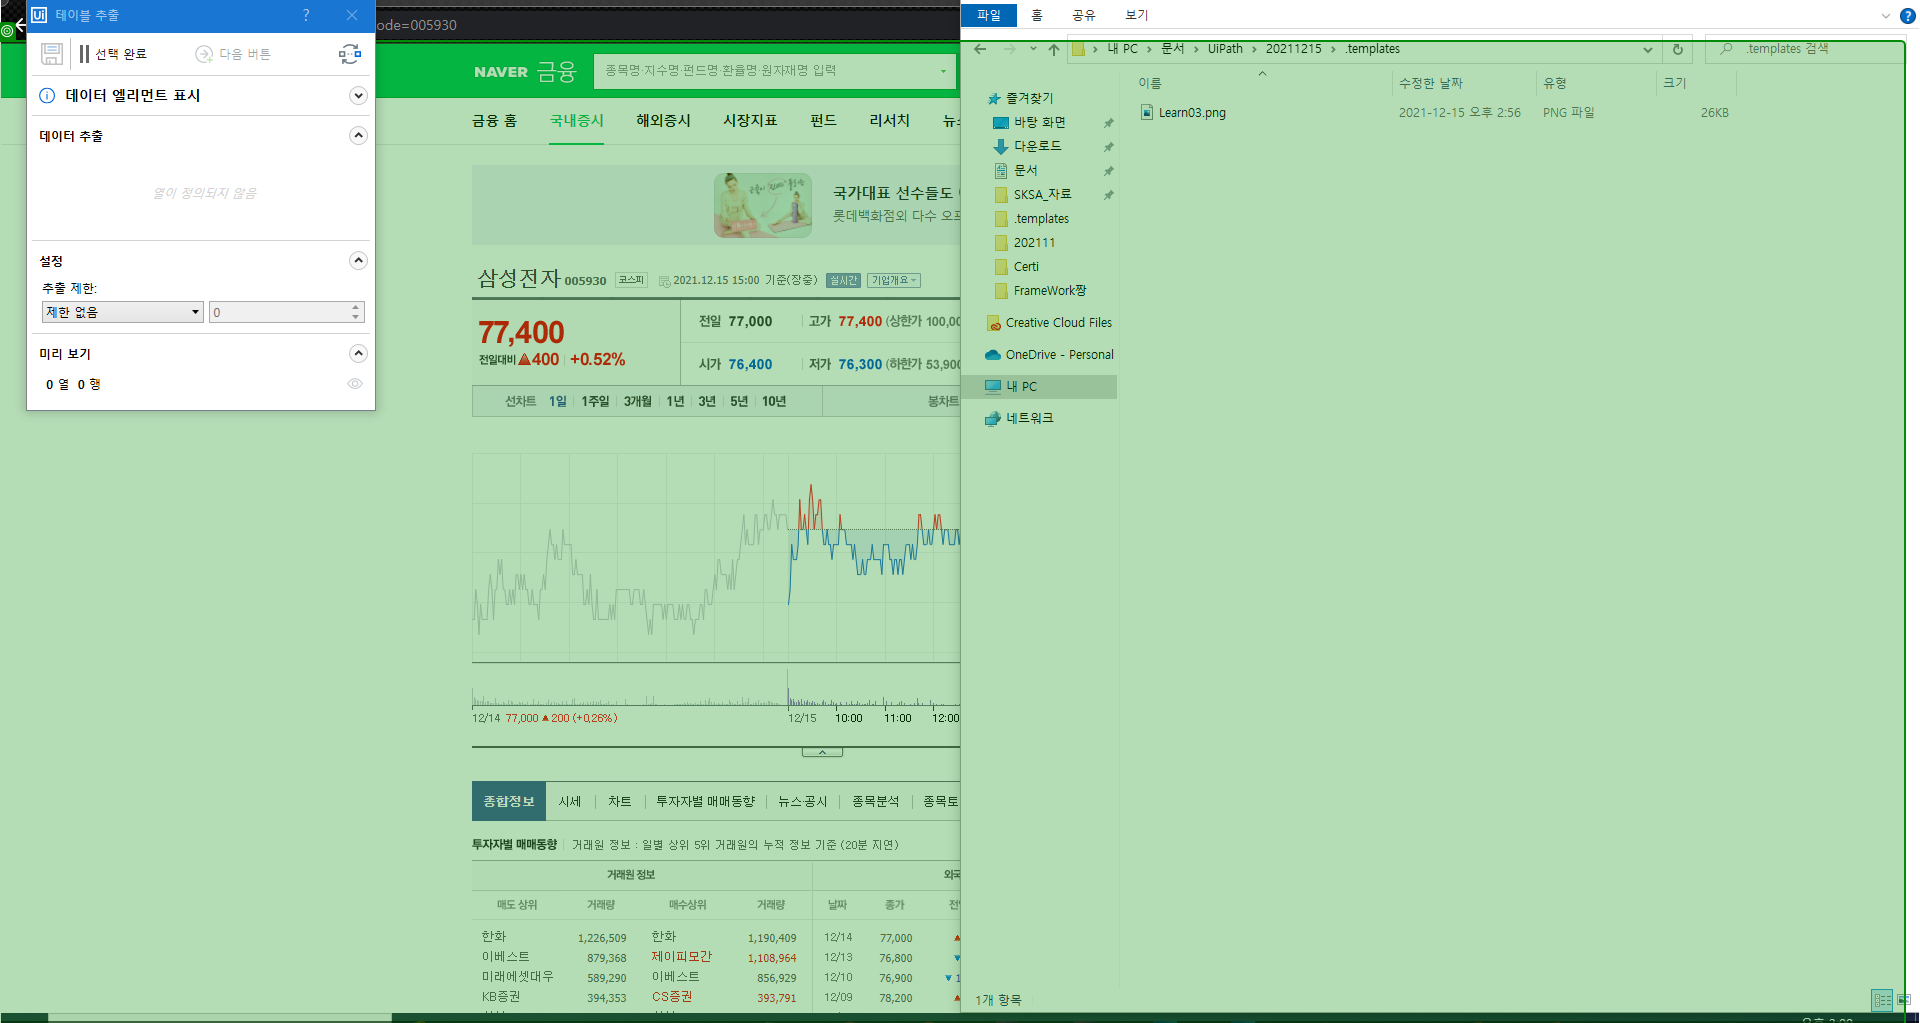 Ui 테이블 추출 ?
선택 완료 다음 버튼
데이터 엘리먼트 표시
데이터 추출
열이 정의되지 않음
설정
추출 제한:
제한 없음 0
미리 보기
0 열 0 행
ode=005930
NAVER 금융 종목명·지수명·펀드명·환율명·원자재명 입력
금융 홈 국내증시 해외증시 시장지표 펀드 리서치 뉴스
국가대표 선수들도
롯데백화점외 다수 오프
삼성전자 005930 코스피 2021.12.15 15:00 기준(장중) 실시간 기업개요
77,400
전일대비 ▲400 +0.52%
전일 77,000 고가 77,400 (상한가 100,00
시가 76,400 저가 76,300 (하한가 53,900
선차트 1일 1주일 3개월 1년 3년 5년 10년 봉차트
12/14 77,000 ▲200 (+0.26%) 12/15 10:00 11:00 12:00
종합정보 시세 차트 투자자별 매매동향 뉴스·공시 종목분석 종목토
투자자별 매매동향 거래원 정보 : 일별 상위 5위 거래원의 누적 정보 기준 (20분 지연)
거래원 정보 외국
매도 상위 거래량 매수상위 거래량 날짜 종가 전일
한화 1,226,509 한화 1,190,409 12/14 77,000 ▲
이베스트 879,368 제이피모간 1,108,964 12/13 76,800 ▼
미래에셋대우 589,290 이베스트 856,929 12/10 76,900 ▼ 1
KB증권 394,353 CS증권 393,791 12/09 78,200 ▲
파일 홈 공유 보기 ?
내 PC › 문서 › UiPath › 20211215 › .templates .templates 검색
이름 수정한 날짜 유형 크기
Learn03.png 2021-12-15 오후 2:56 PNG 파일 26KB
즐겨찾기
바탕 화면
다운로드
문서
SKSA_자료
.templates
202111
Certi
FrameWork짱
Creative Cloud Files
OneDrive - Personal
내 PC
네트워크
1개 항목